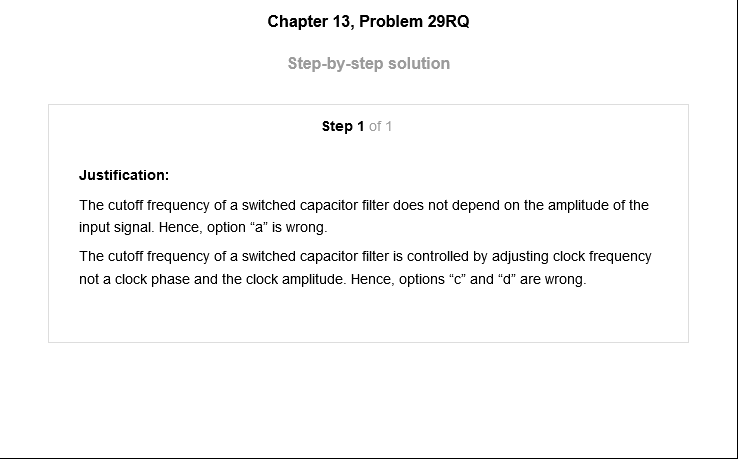 Chapter 13, Problem 29RQ
Step-by-step solution
Step 1 of 1
Justification:
The cutoff frequency of a switched capacitor filter does not depend on the amplitude of the
input signal. Hence, option “a” is wrong.
The cutoff frequency of a switched capacitor filter is controlled by adjusting clock frequency
not a clock phase and the clock amplitude. Hence, options “c” and “d” are wrong.